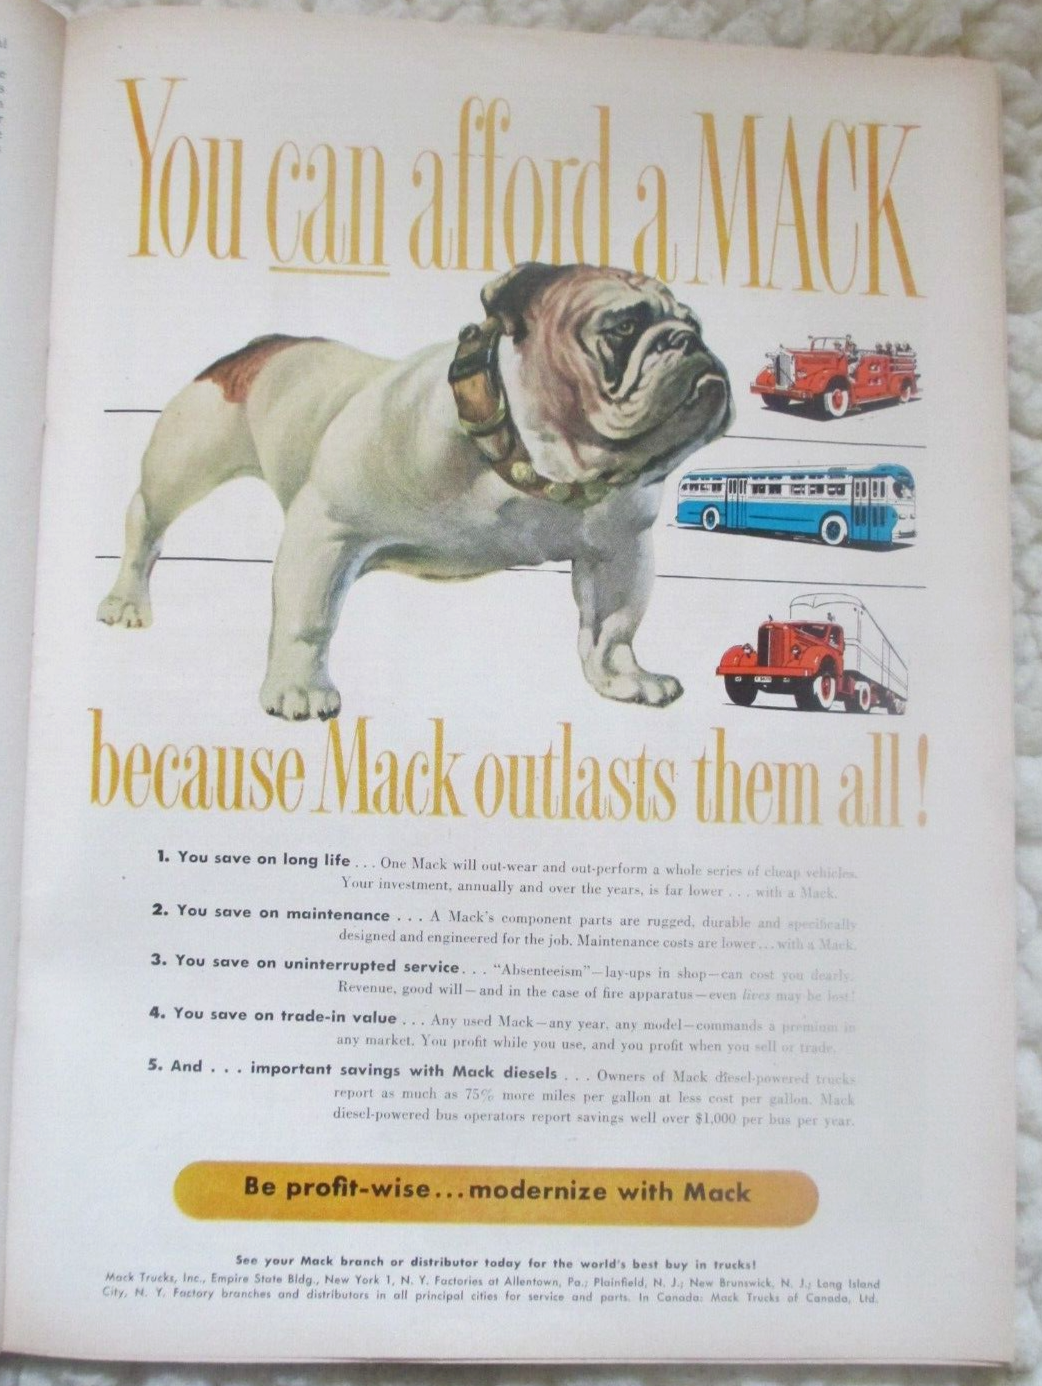 You can afford a MACK
because Mack outlasts them all!
1. You save on long life . . . One Mack will out-wear and out-perform a whole series of cheap vehicles.
Your investment, annually and over the years, is far lower . . . with a Mack.
2. You save on maintenance . . . A Mack's component parts are rugged, durable and specifically
designed and engineered for the job. Maintenance costs are lower...with a Mack.
3. You save on uninterrupted service. . . "Absenteeism"—lay-ups in shop—can cost you dearly.
Revenue, good will—and in the case of fire apparatus—even lives may be lost!
4. You save on trade-in value . . . Any used Mack—any year, any model—commands a premium in
any market. You profit while you use, and you profit when you sell or trade.
5. And . . . important savings with Mack diesels . . . Owners of Mack diesel-powered trucks
report as much as 75% more miles per gallon at less cost per gallon. Mack
diesel-powered bus operators report savings well over $1,000 per bus per year.
Be profit-wise...modernize with Mack
See your Mack branch or distributor today for the world's best buy in trucks!
Mack Trucks, Inc., Empire State Bldg., New York 1, N. Y. Factories at Allentown, Pa.; Plainfield, N. J.; New Brunswick, N. J.; Long Island
City, N. Y. Factory branches and distributors in all principal cities for service and parts. In Canada: Mack Trucks of Canada, Ltd.